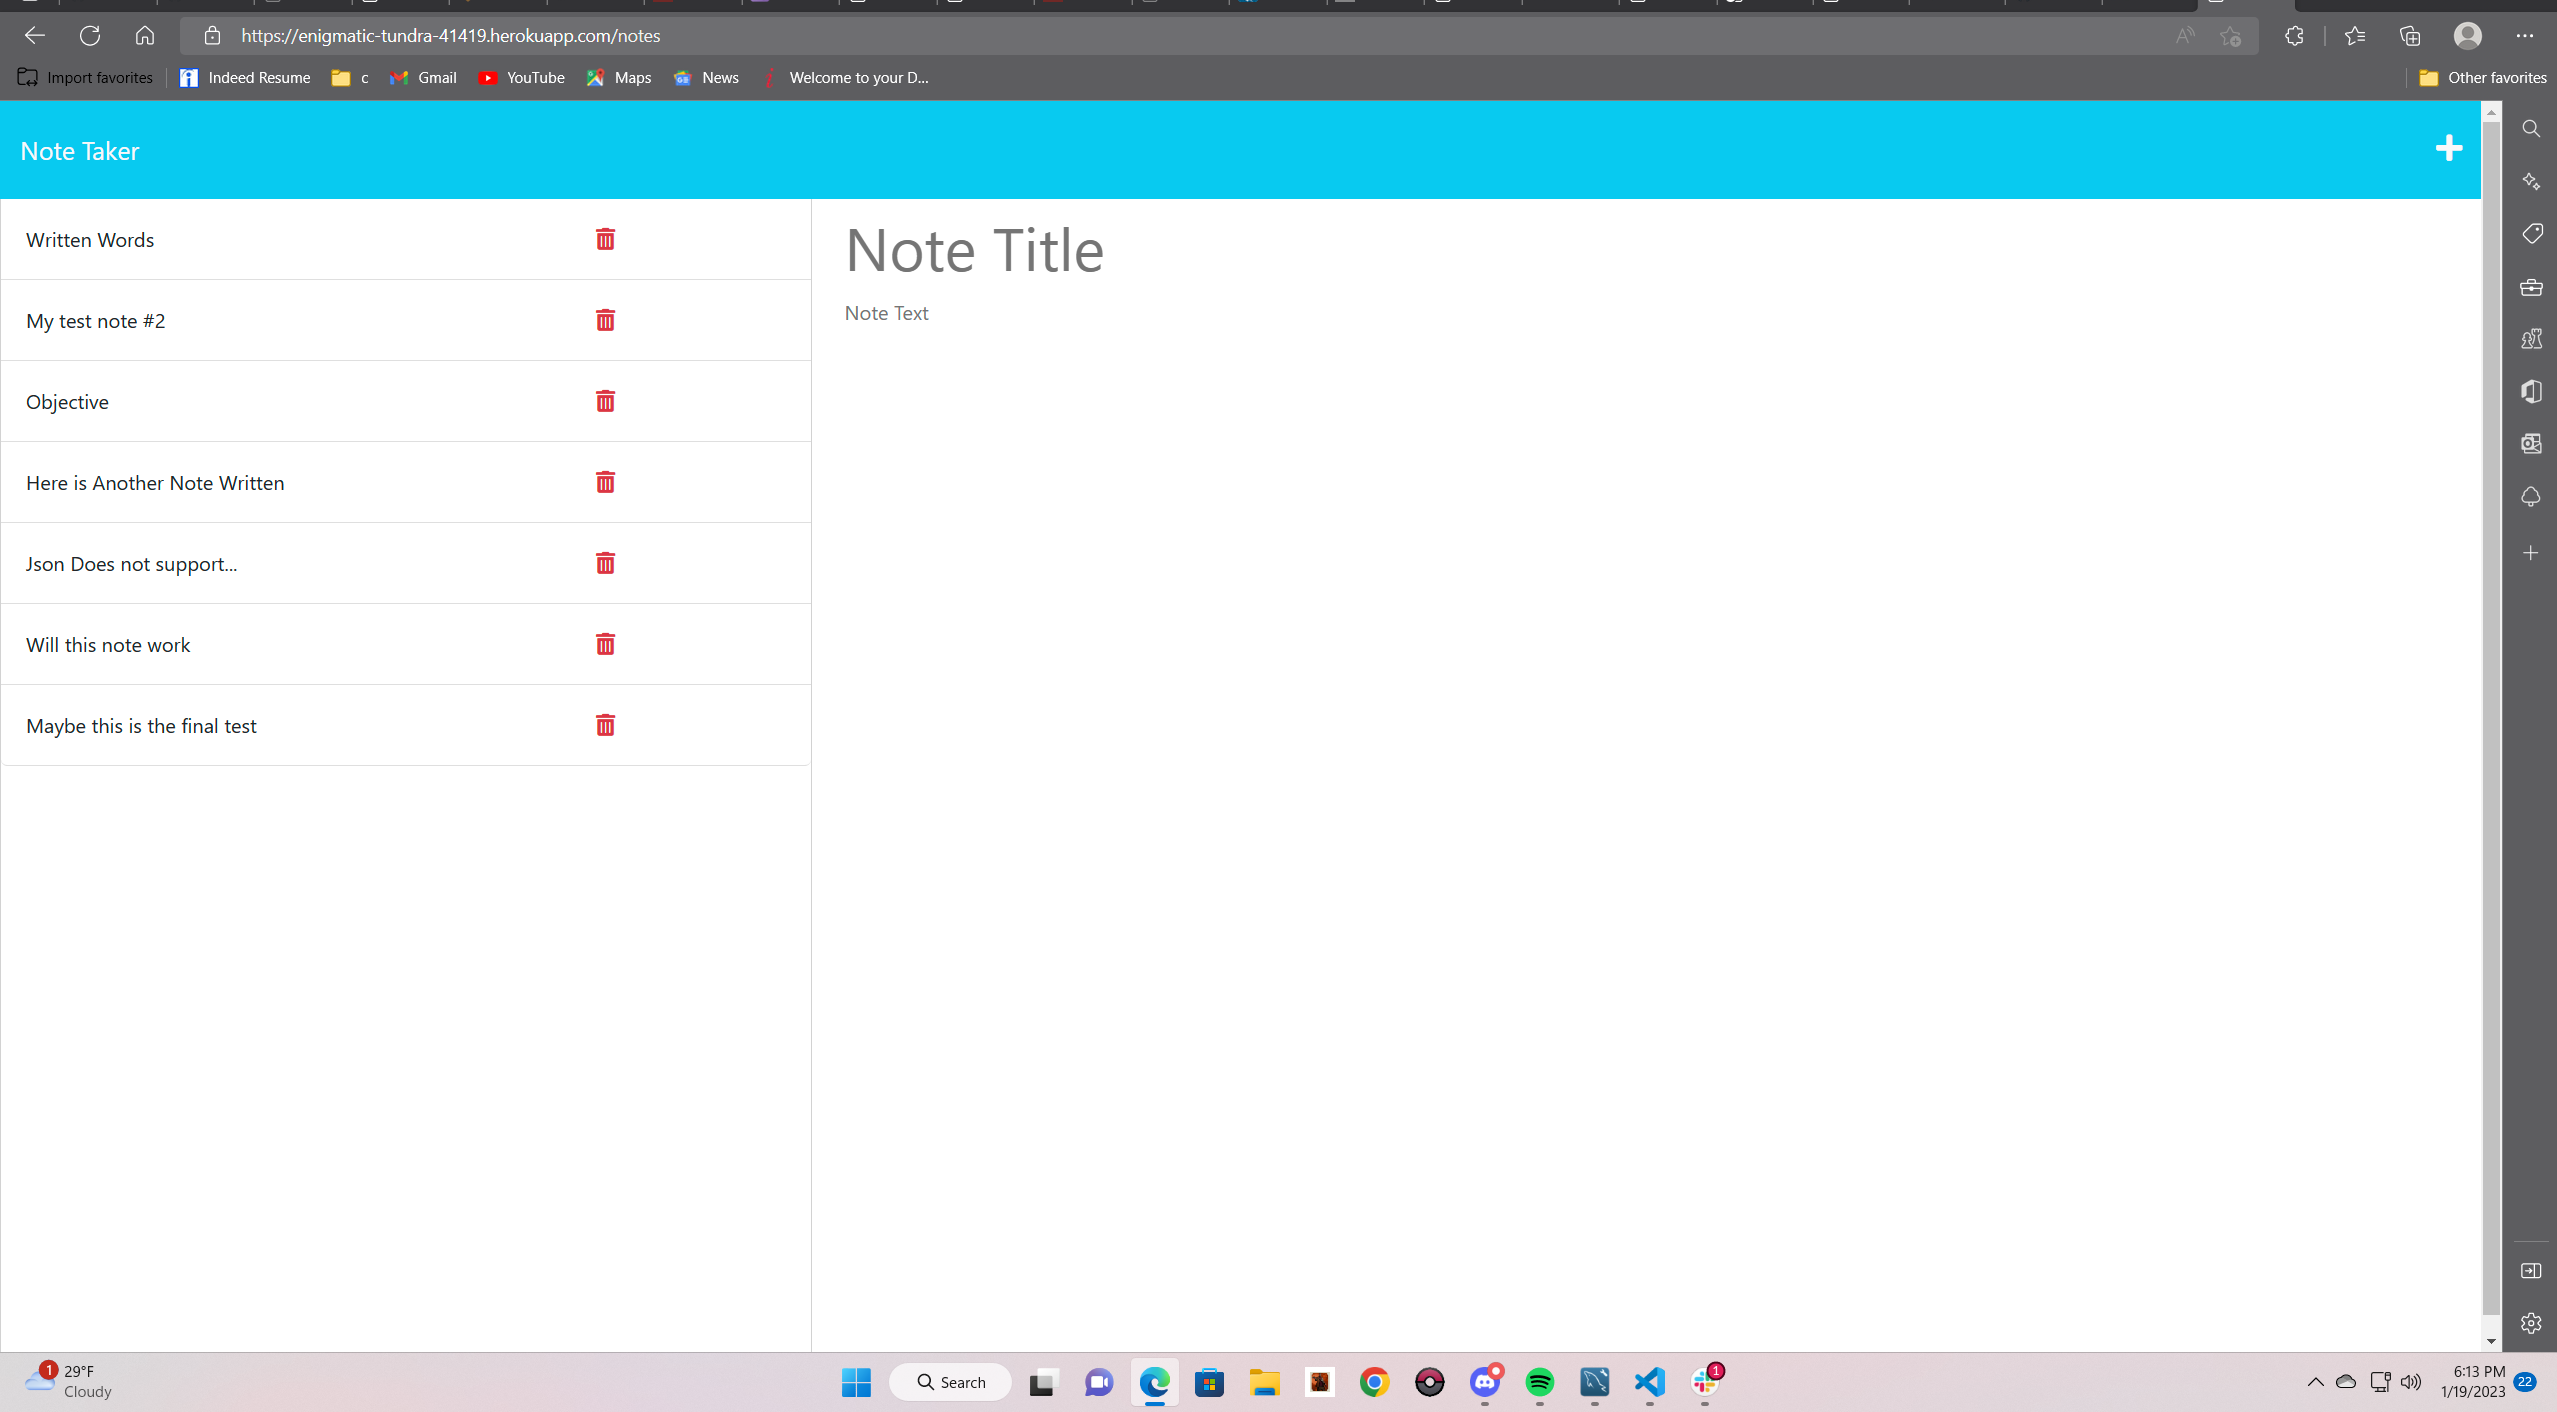 https://enigmatic-tundra-41419.herokuapp.com/notes
Import favorites Indeed Resume c Gmail YouTube Maps News Welcome to your D... Other favorites
Note Taker
Written Words
My test note #2
Objective
Here is Another Note Written
Json Does not support...
Will this note work
Maybe this is the final test
Note Title
Note Text
1 29°F
Cloudy
Search
1
6:13 PM
1/19/2023
22